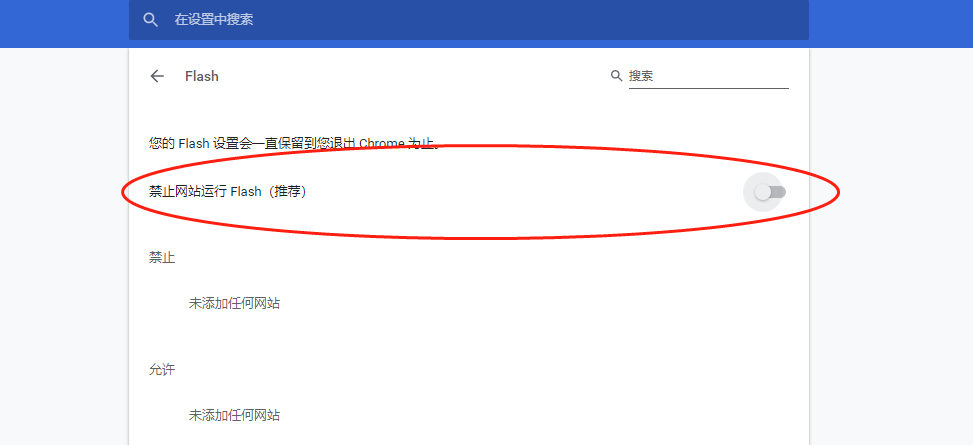 在设置中搜索
Flash
搜索
您的 Flash 设置会一直保留到您退出 Chrome 为止。
禁止网站运行 Flash（推荐）
禁止
未添加任何网站
允许
未添加任何网站